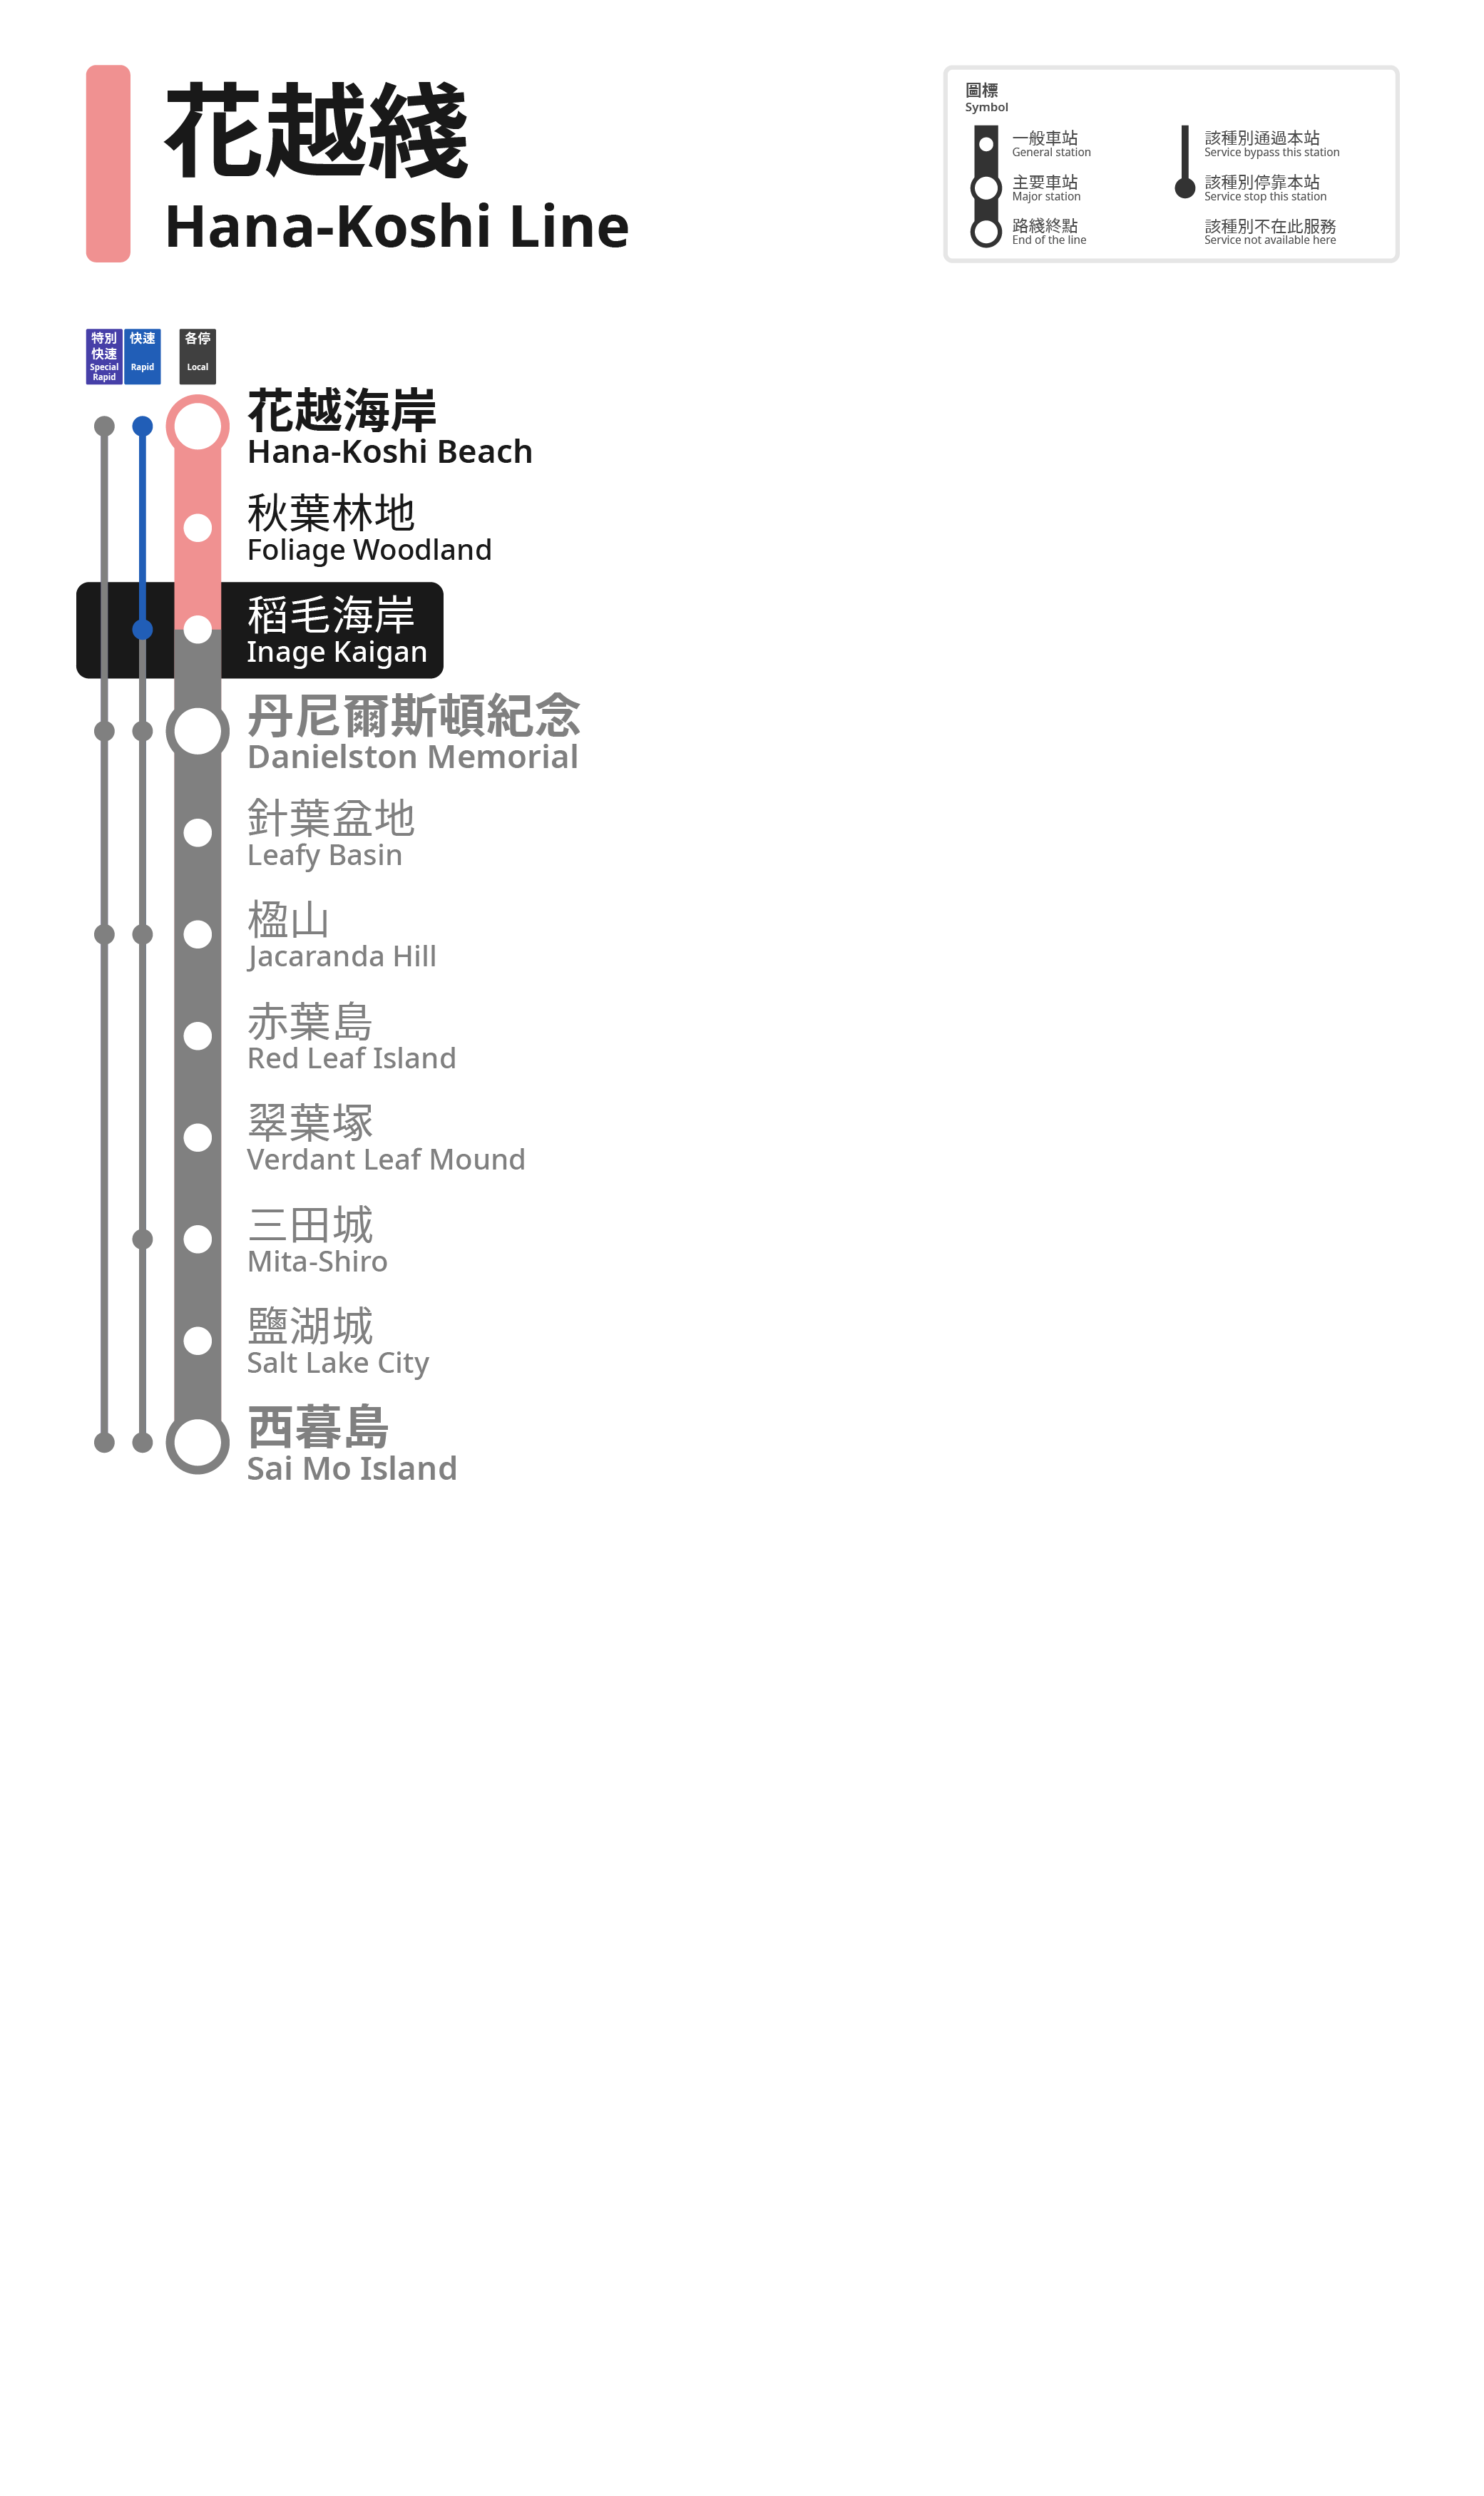 花越綫
Hana-Koshi Line
圖標
Symbol
一般車站
General station
主要車站
Major station
路綫終點
End of the line
該種別通過本站
Service bypass this station
該種別停靠本站
Service stop this station
該種別不在此服務
Service not available here
特別
快速
Special
Rapid
快速
Rapid
各停
Local
花越海岸
Hana-Koshi Beach
秋葉林地
Foliage Woodland
稻毛海岸
Inage Kaigan
丹尼爾斯頓紀念
Danielston Memorial
針葉盆地
Leafy Basin
楹山
Jacaranda Hill
赤葉島
Red Leaf Island
翠葉塚
Verdant Leaf Mound
三田城
Mita-Shiro
鹽湖城
Salt Lake City
西暮島
Sai Mo Island